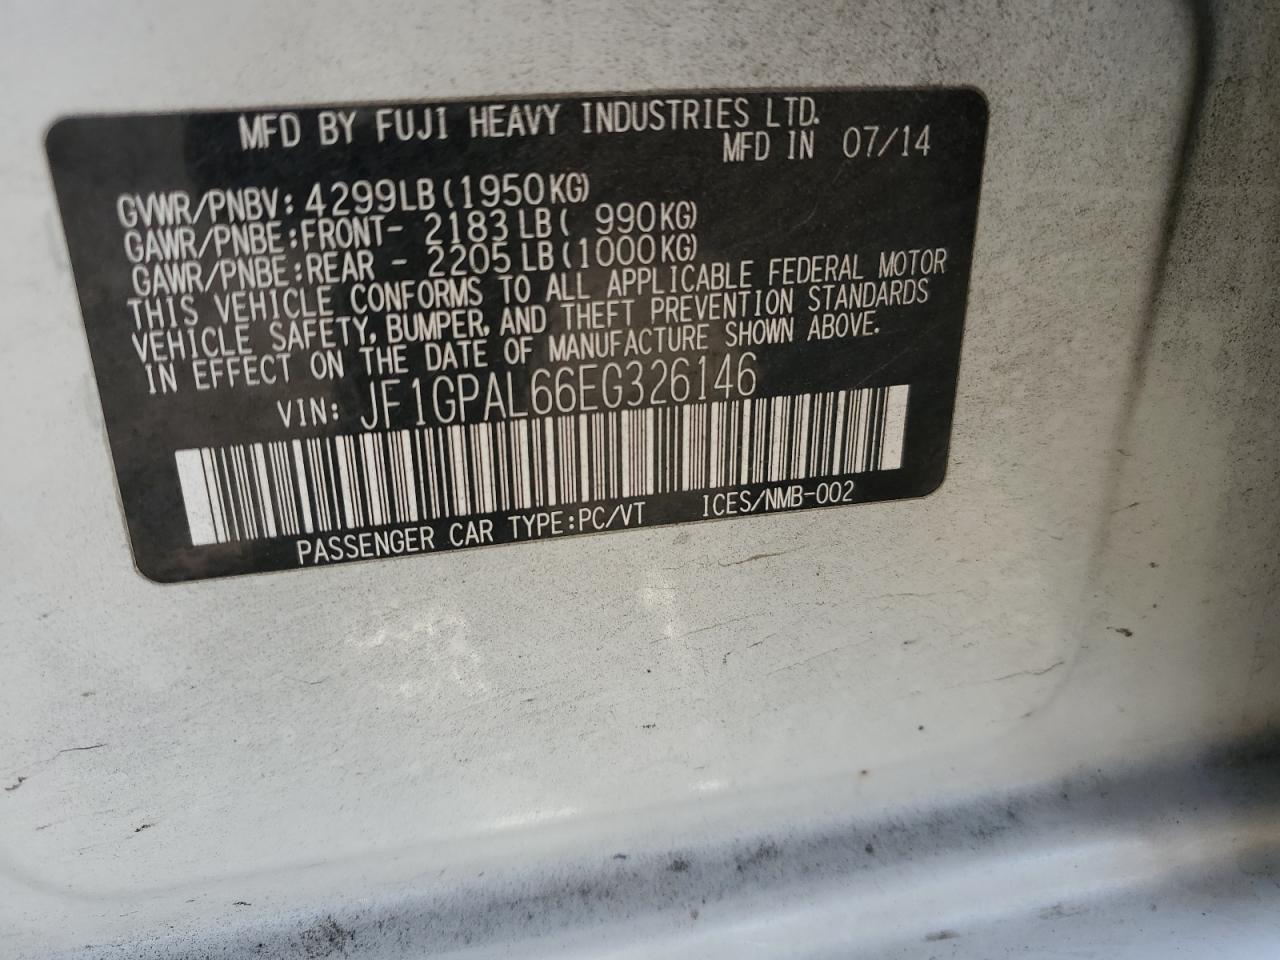 MFD BY FUJI HEAVY INDUSTRIES LTD.
MFD IN 07/14
GVWR/PNBV: 4299LB(1950KG)
GAWR/PNBE:FRONT- 2183LB( 990KG)
GAWR/PNBE:REAR - 2205LB(1000KG)
THIS VEHICLE CONFORMS TO ALL APPLICABLE FEDERAL MOTOR
VEHICLE SAFETY, BUMPER, AND THEFT PREVENTION STANDARDS
IN EFFECT ON THE DATE OF MANUFACTURE SHOWN ABOVE.
VIN: JF1GPAL66EG326146
PASSENGER CAR TYPE:PC/VT ICES/NMB-002